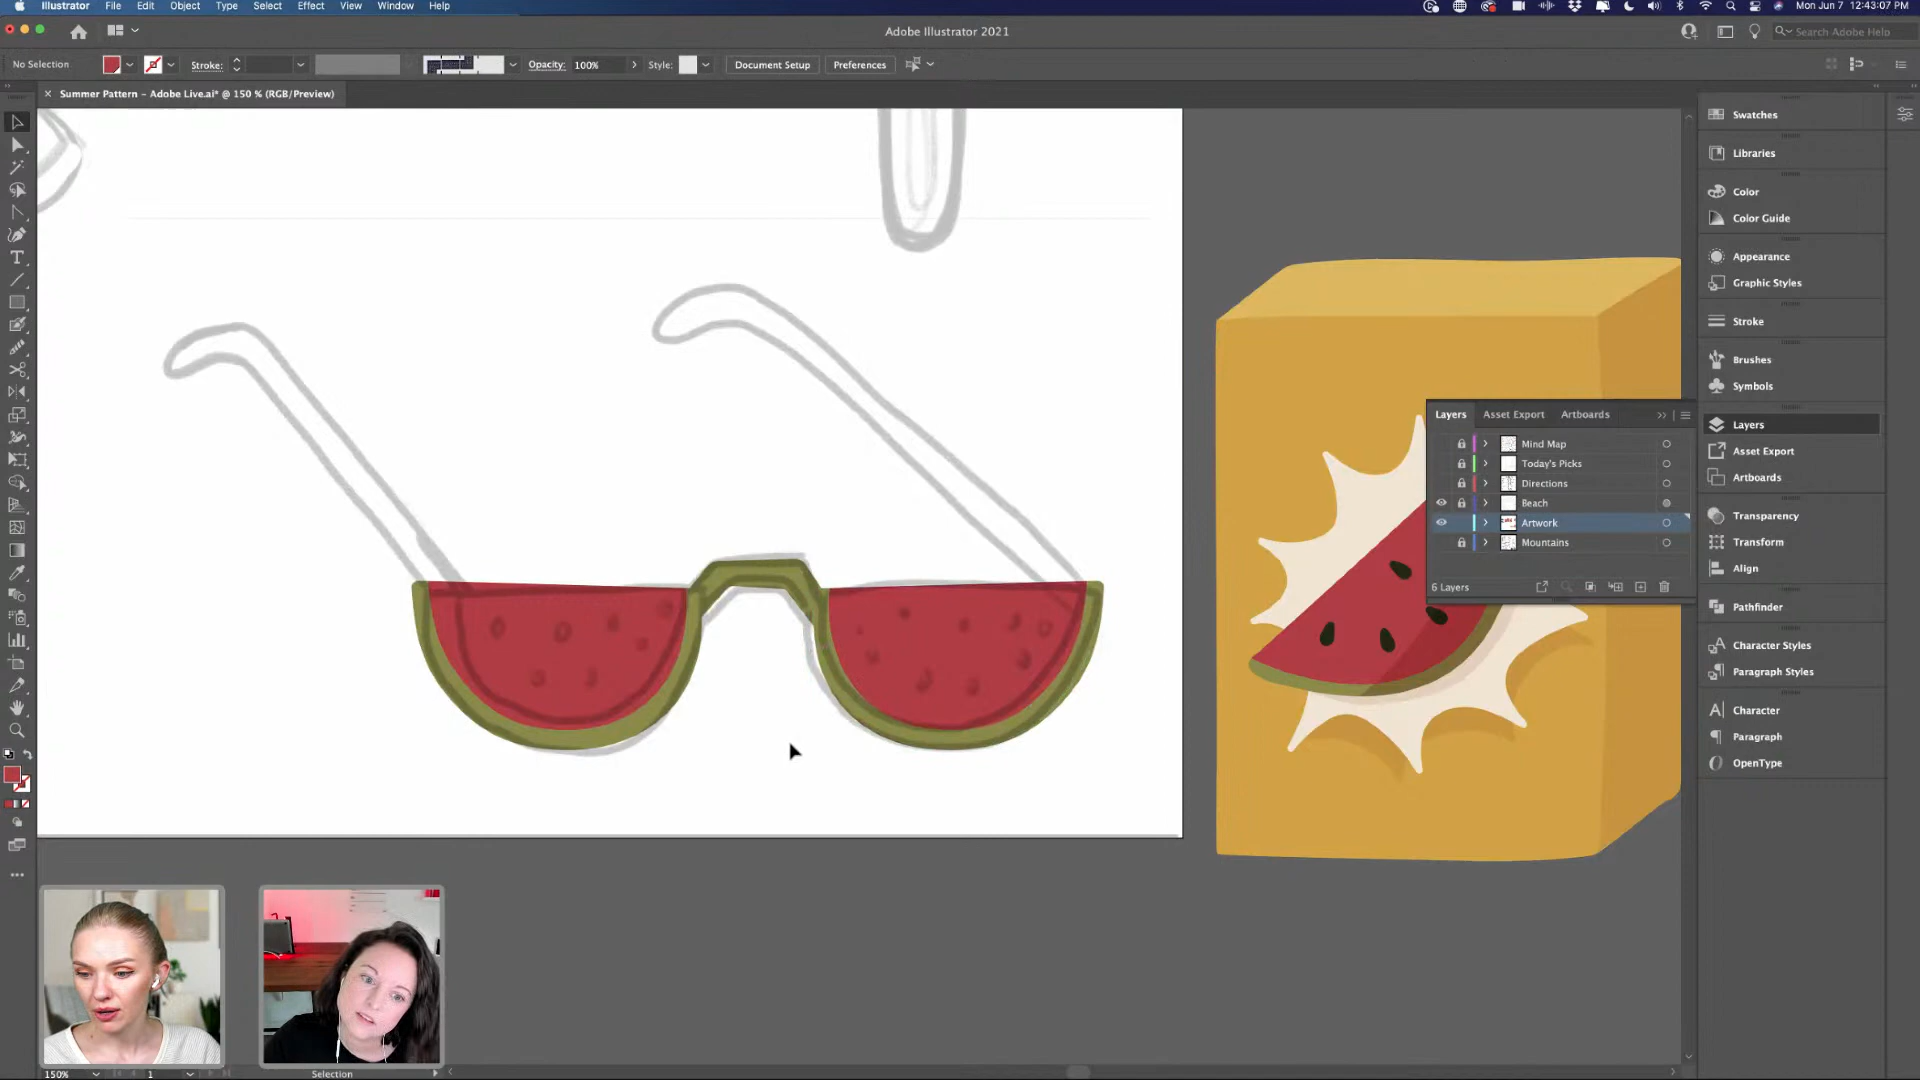 Illustrator File Edit Object Type Select Effect View Window Help Mon Jun 7 12:43:07 PM
Adobe Illustrator 2021
Search Adobe Help
No Selection Stroke: Opacity: 100% Style: Document Setup Preferences
Summer Pattern – Adobe Live.ai* @ 150 % (RGB/Preview)
Swatches
Libraries
Color
Color Guide
Appearance
Graphic Styles
Stroke
Brushes
Symbols
Layers
Asset Export
Artboards
Transparency
Transform
Align
Pathfinder
Character Styles
Paragraph Styles
Character
Paragraph
OpenType
Layers Asset Export Artboards
Mind Map
Today's Picks
Directions
Beach
Artwork
Mountains
6 Layers
150% 1 Selection